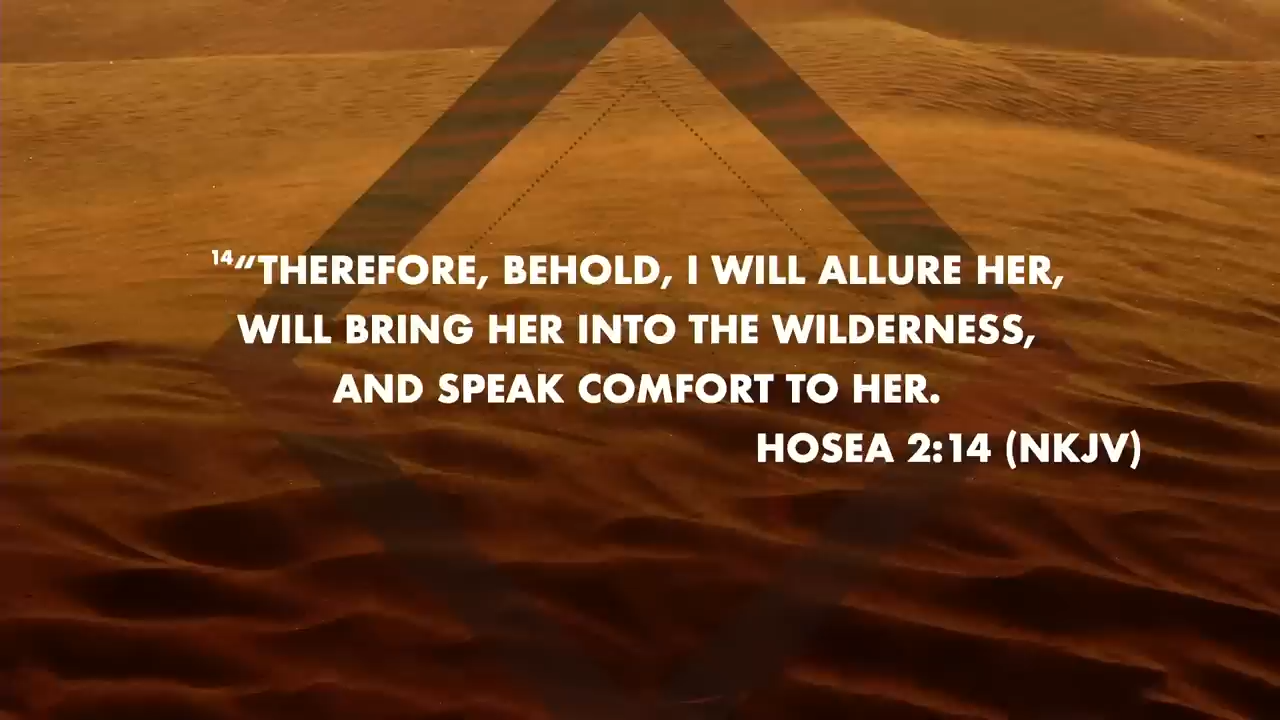 14“THEREFORE, BEHOLD, I WILL ALLURE HER,
WILL BRING HER INTO THE WILDERNESS,
AND SPEAK COMFORT TO HER.
HOSEA 2:14 (NKJV)